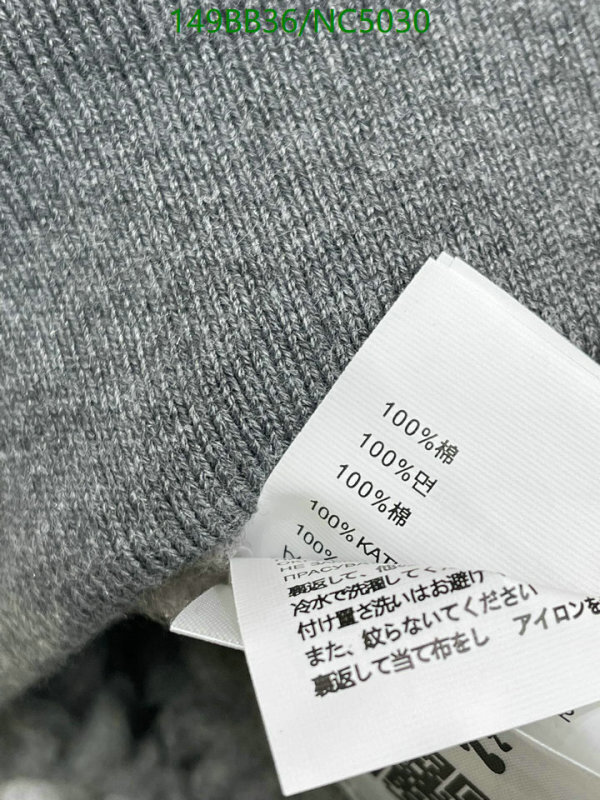 149BB36/NC5030
100%棉
100%면
100%棉
100%KAT
100%
НЕ
ПРАСУВА
裏返して、
冷水で洗濯してく
付け置き洗いはお避け
また、絞らないでください
裏返して当て布をし アイロンを